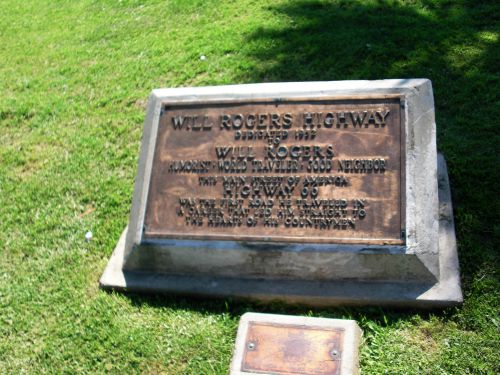 WILL ROGERS HIGHWAY
DEDICATED 1952
TO
WILL ROGERS
HUMORIST · WORLD TRAVELER · GOOD NEIGHBOR
THIS MAIN STREET OF AMERICA
HIGHWAY 66
WAS THE FIRST ROAD HE TRAVELED IN
A CAREER THAT LED HIM STRAIGHT TO
THE HEARTS OF HIS COUNTRYMEN